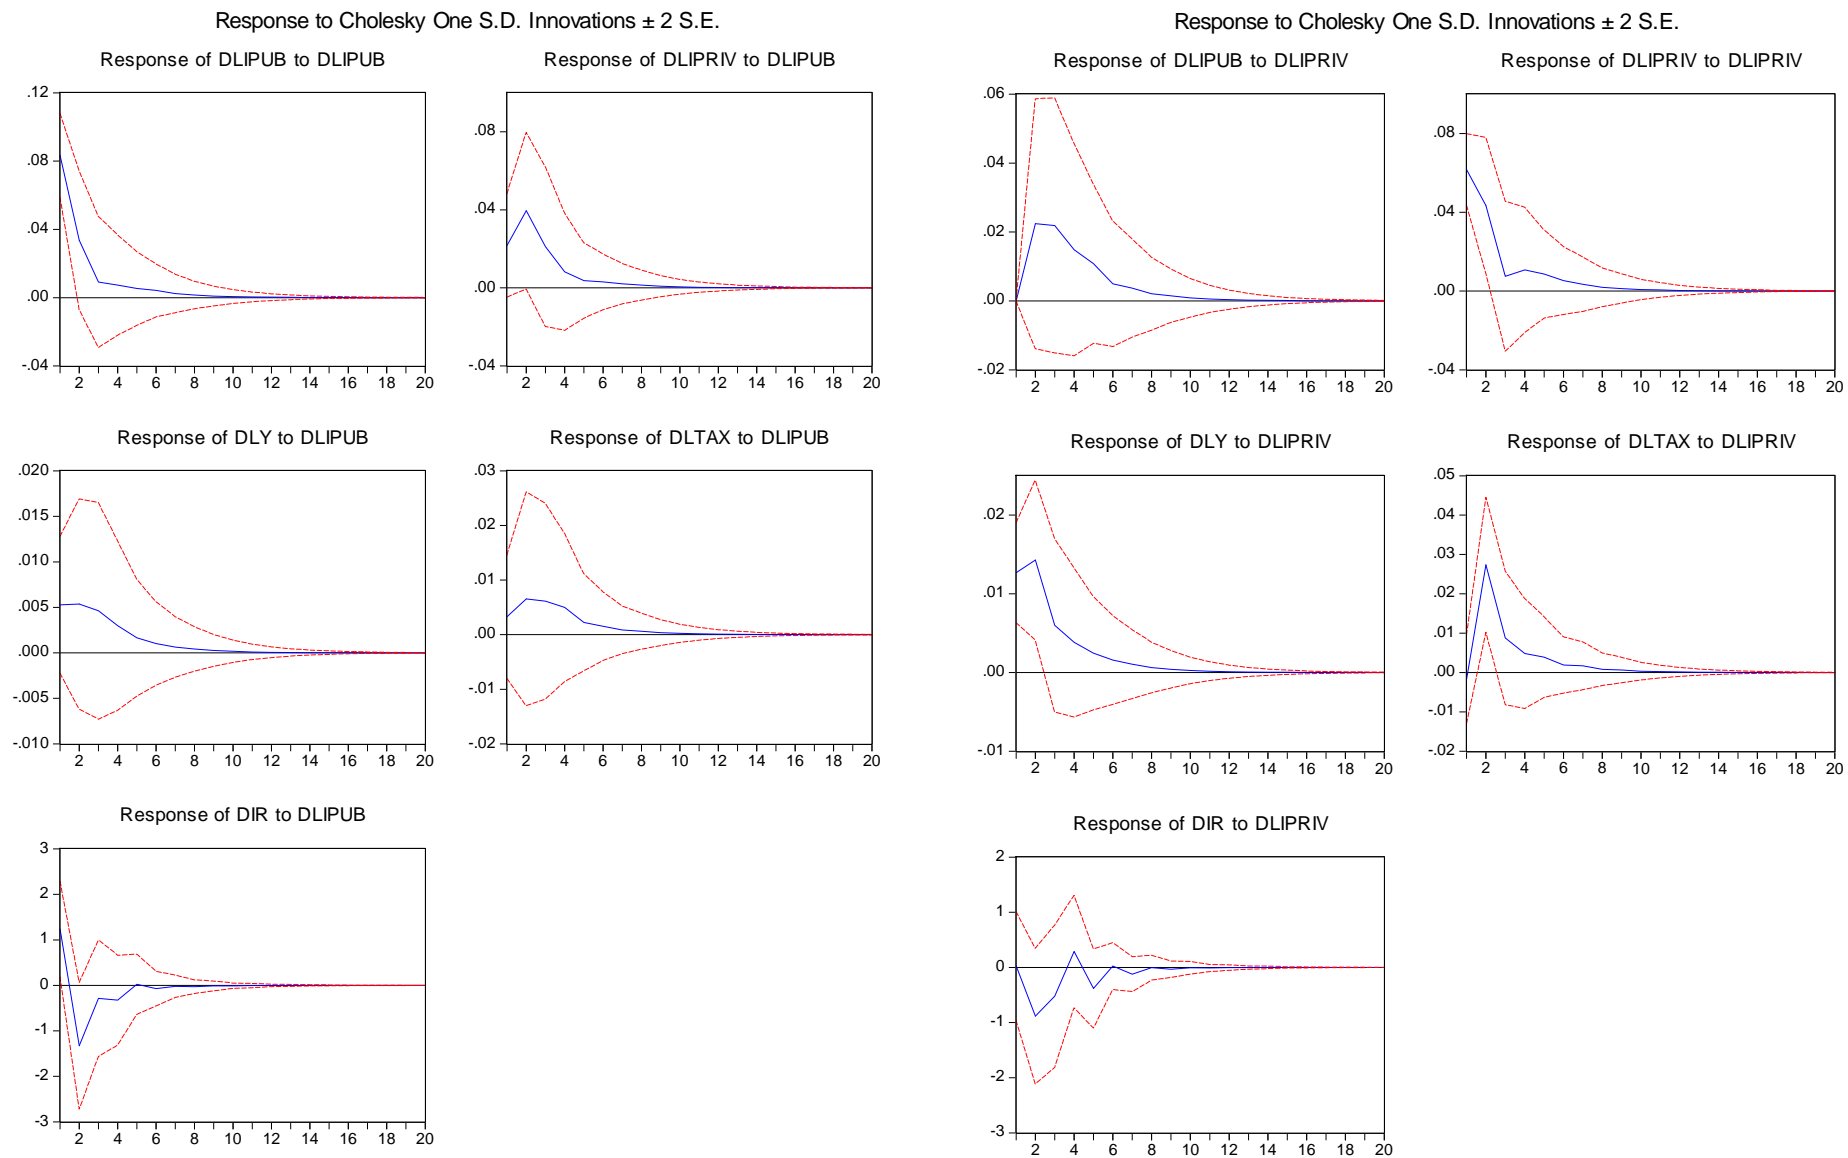 Response to Cholesky One S.D. Innovations ± 2 S.E.
Response of DLIPUB to DLIPUB
Response of DLIPRIV to DLIPUB
.12
.08
.04
.00
-.04
2 4 6 8 10 12 14 16 18 20
.08
.04
.00
-.04
2 4 6 8 10 12 14 16 18 20
Response of DLY to DLIPUB
Response of DLTAX to DLIPUB
.020
.015
.010
.005
.000
-.005
-.010
2 4 6 8 10 12 14 16 18 20
.03
.02
.01
.00
-.01
-.02
2 4 6 8 10 12 14 16 18 20
Response of DIR to DLIPUB
3
2
1
0
-1
-2
-3
2 4 6 8 10 12 14 16 18 20
Response to Cholesky One S.D. Innovations ± 2 S.E.
Response of DLIPUB to DLIPRIV
Response of DLIPRIV to DLIPRIV
.06
.04
.02
.00
-.02
2 4 6 8 10 12 14 16 18 20
.08
.04
.00
-.04
2 4 6 8 10 12 14 16 18 20
Response of DLY to DLIPRIV
Response of DLTAX to DLIPRIV
.02
.01
.00
-.01
2 4 6 8 10 12 14 16 18 20
.05
.04
.03
.02
.01
.00
-.01
-.02
2 4 6 8 10 12 14 16 18 20
Response of DIR to DLIPRIV
2
1
0
-1
-2
-3
2 4 6 8 10 12 14 16 18 20